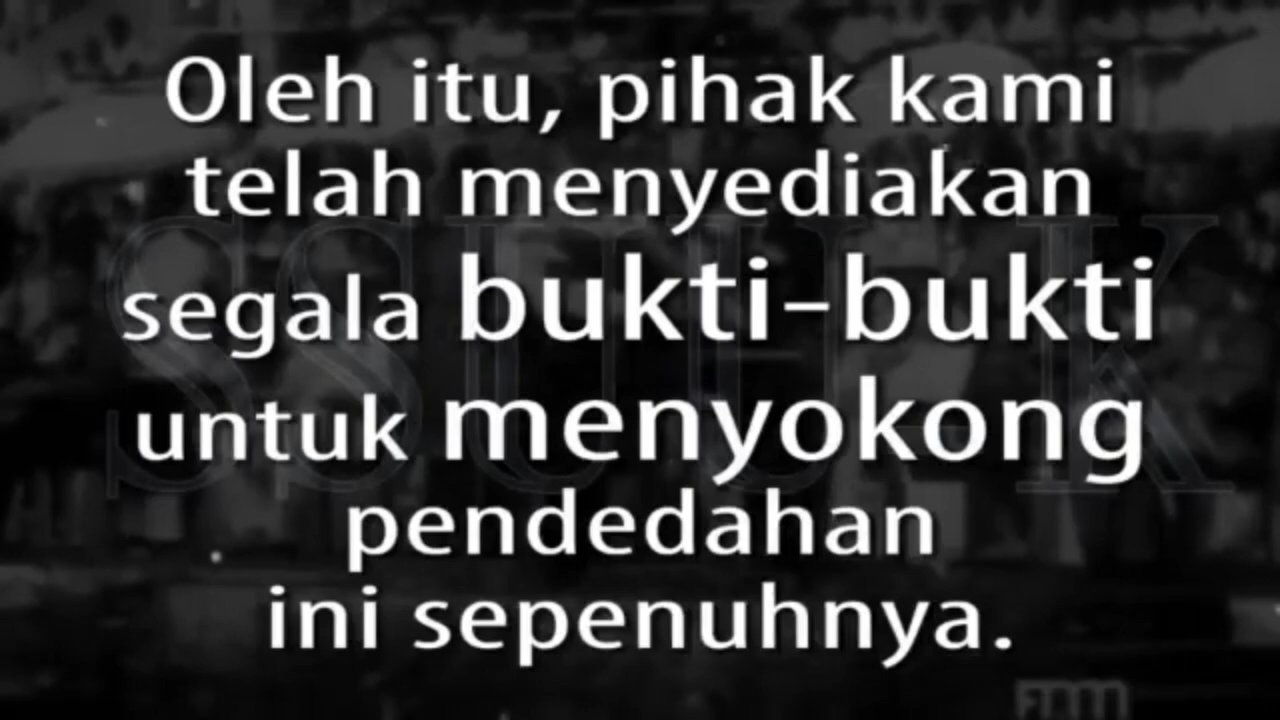 Oleh itu, pihak kami
telah menyediakan
segala bukti-bukti
untuk menyokong
pendedahan
ini sepenuhnya.